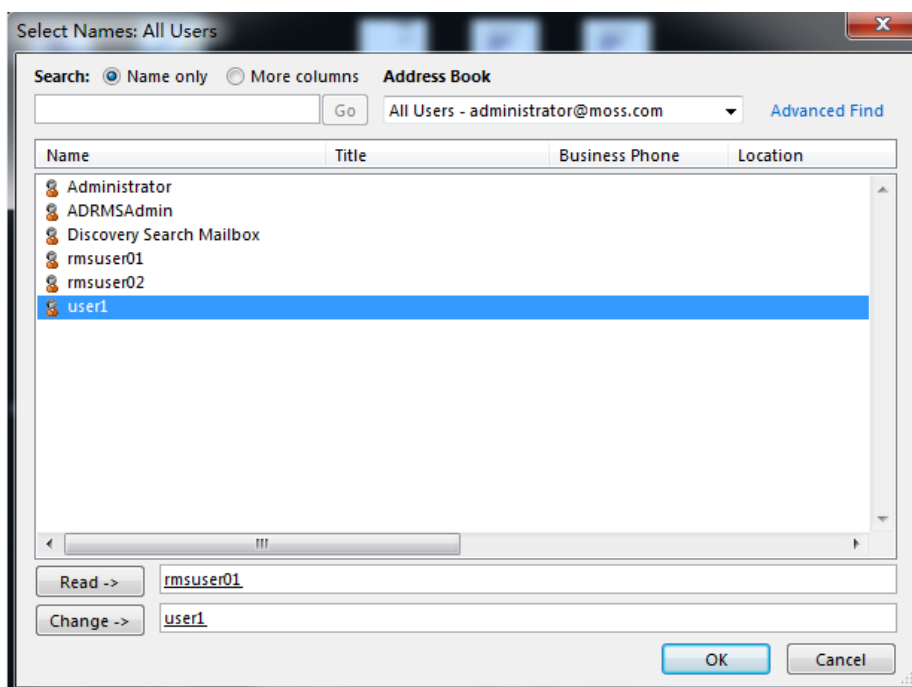 Select Names: All Users
Search: Name only More columns Address Book
Go All Users - administrator@moss.com Advanced Find
Name Title Business Phone Location
Administrator
ADRMSAdmin
Discovery Search Mailbox
rmsuser01
rmsuser02
user1
Read -> rmsuser01
Change -> user1
OK Cancel